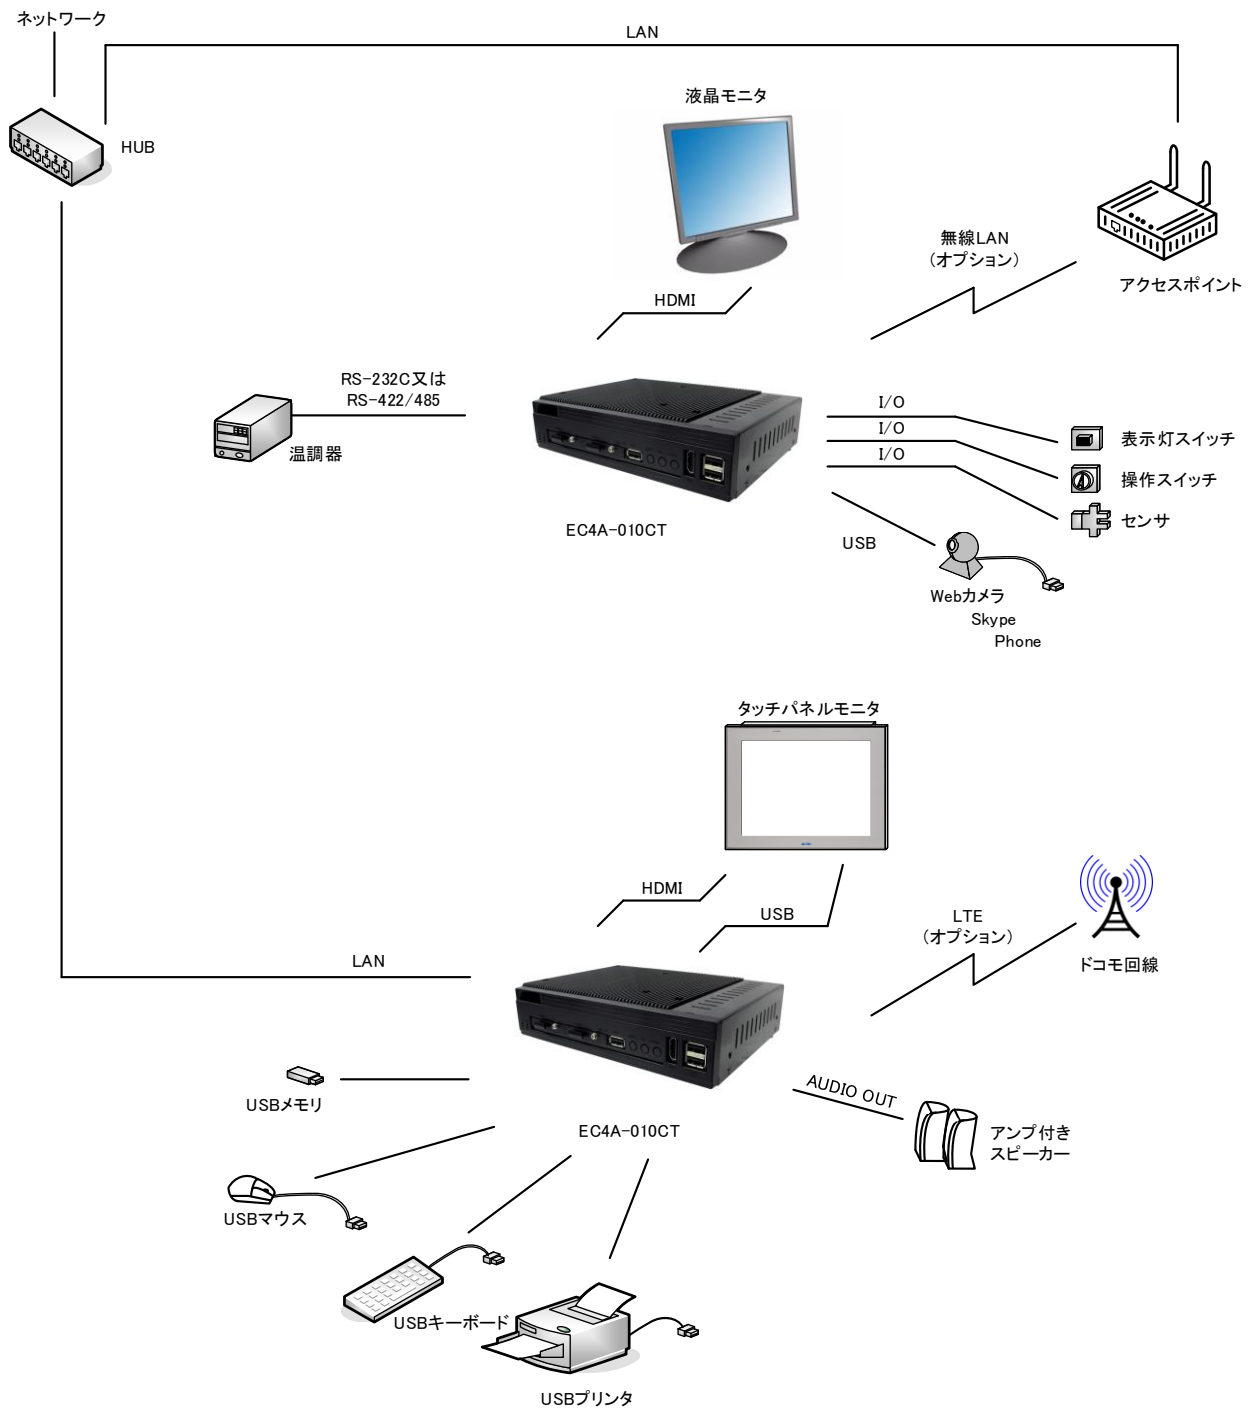 ネットワーク
LAN
HUB
液晶モニタ
無線LAN
（オプション）
アクセスポイント
HDMI
RS-232C又は
RS-422/485
温調器
I/O
I/O
I/O
表示灯スイッチ
操作スイッチ
センサ
EC4A-010CT
USB
Webカメラ
Skype
Phone
タッチパネルモニタ
HDMI
USB
LTE
（オプション）
ドコモ回線
LAN
USBメモリ
AUDIO OUT
アンプ付き
スピーカー
EC4A-010CT
USBマウス
USBキーボード
USBプリンタ